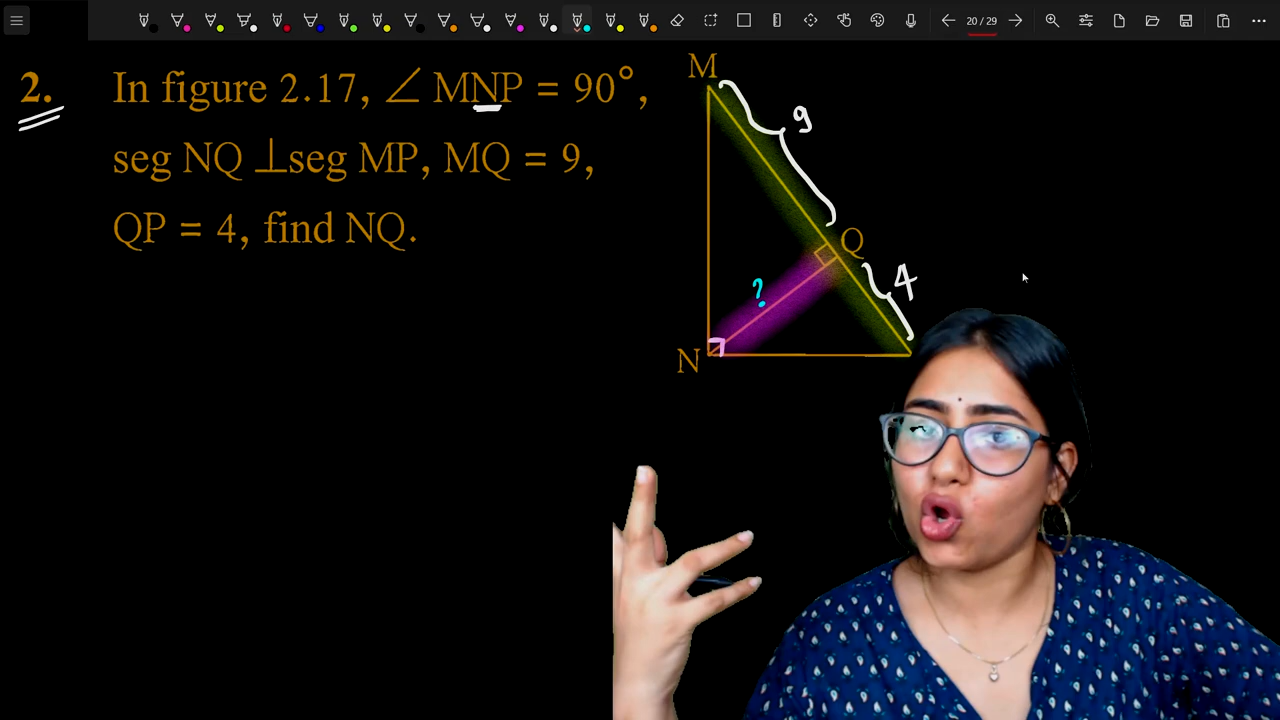 20 / 29
2. In figure 2.17, ∠ MNP = 90°,
seg NQ ⊥seg MP, MQ = 9,
QP = 4, find NQ.
M
9
Q
4
?
N